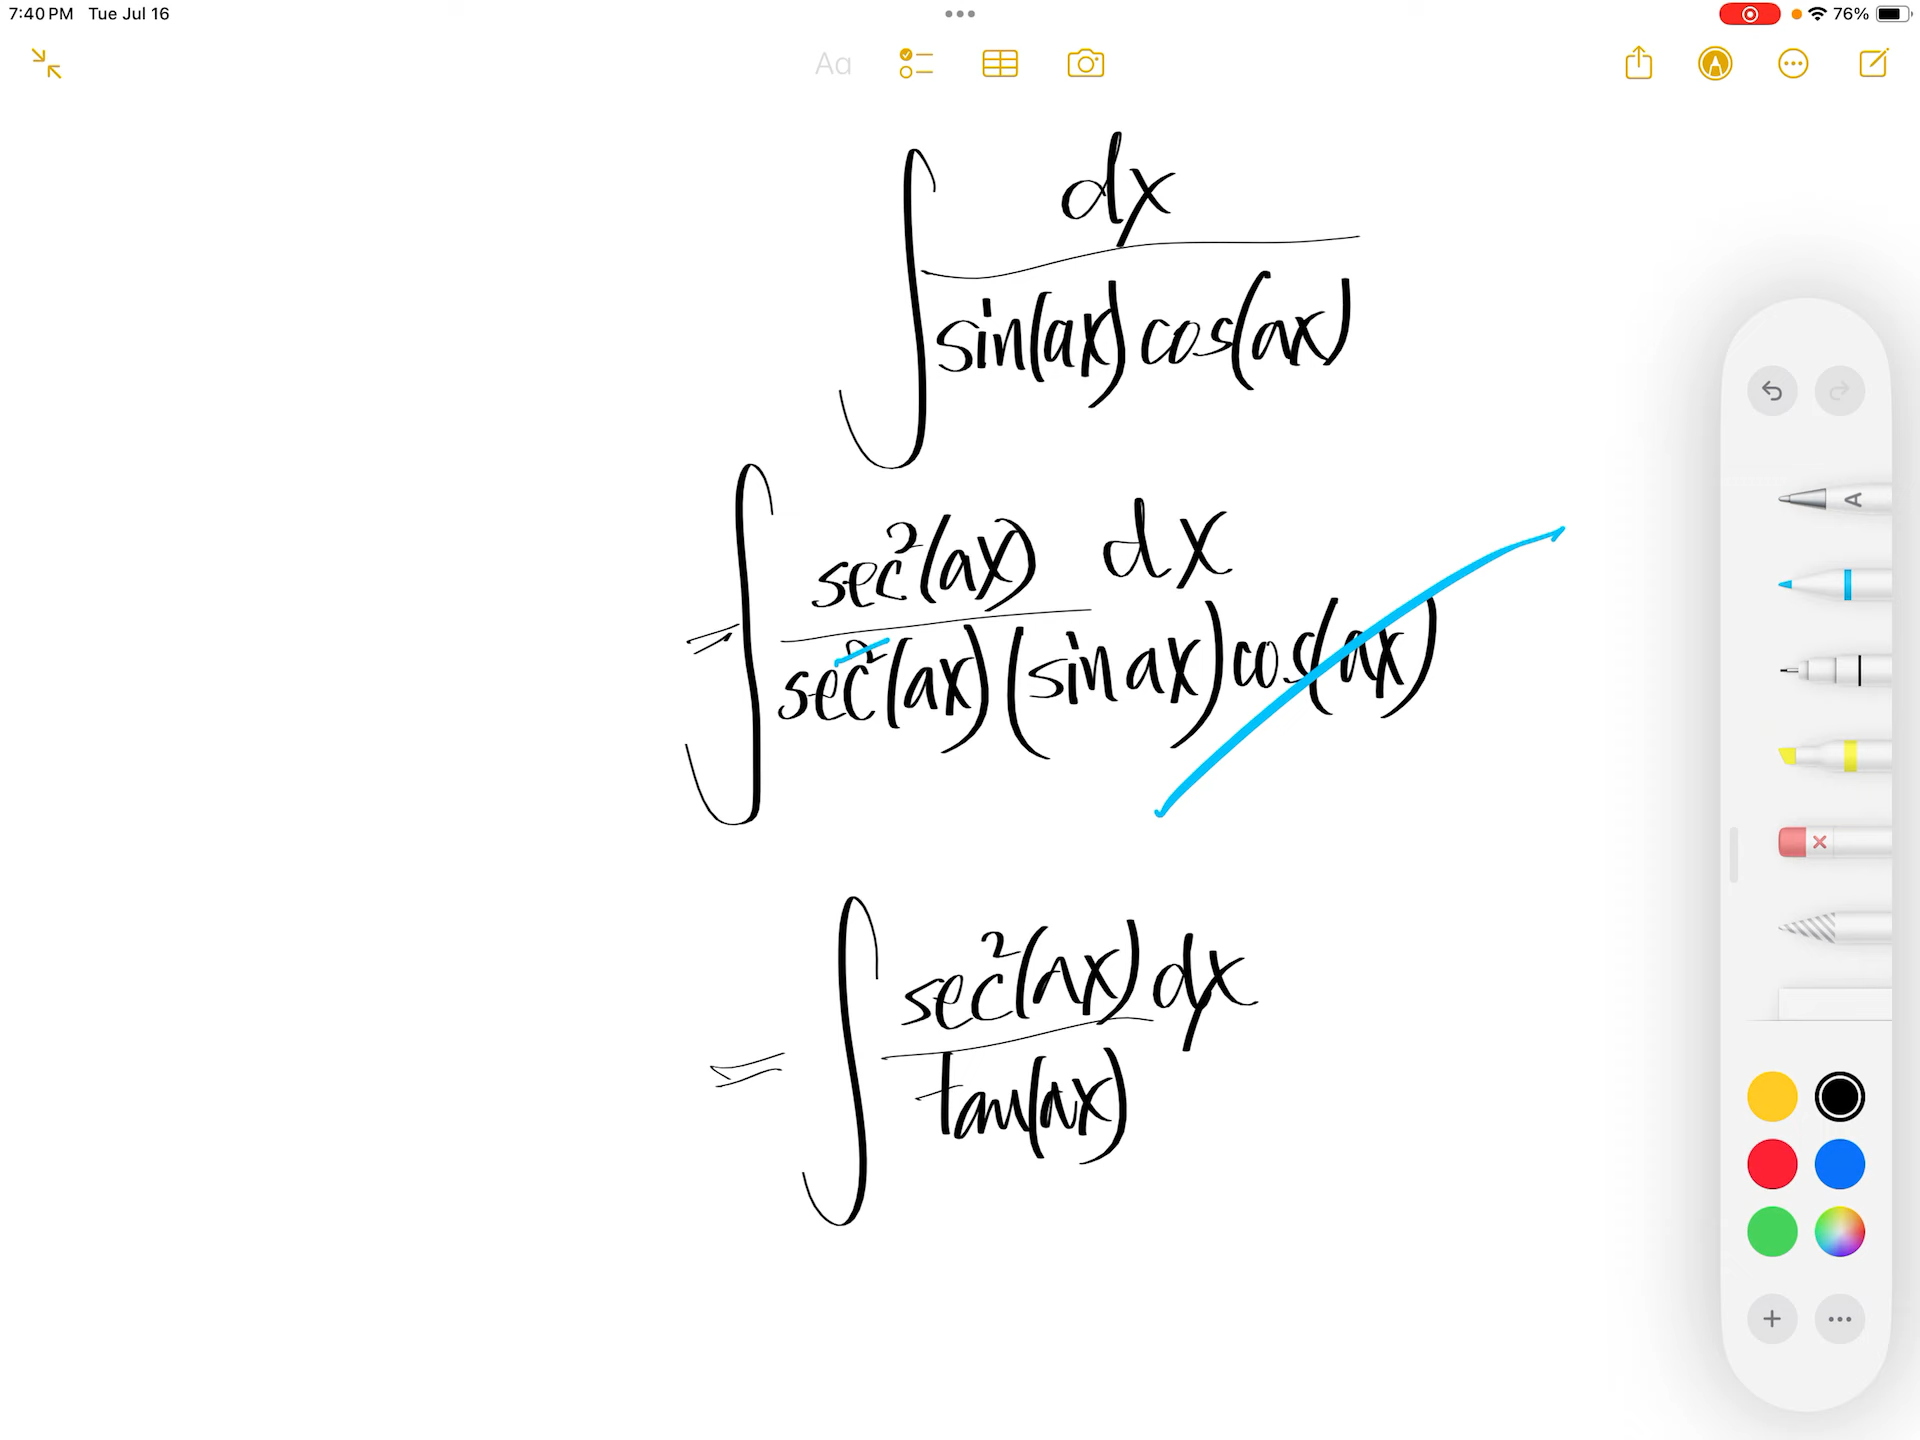 7:40 PM Tue Jul 16
76%
Aa
∫ dx / sin(ax) cos(ax)
= ∫ sec²(ax) dx / sec²(ax)(sin ax) cos(ax)
= ∫ sec²(ax) dx / tan(ax)
A